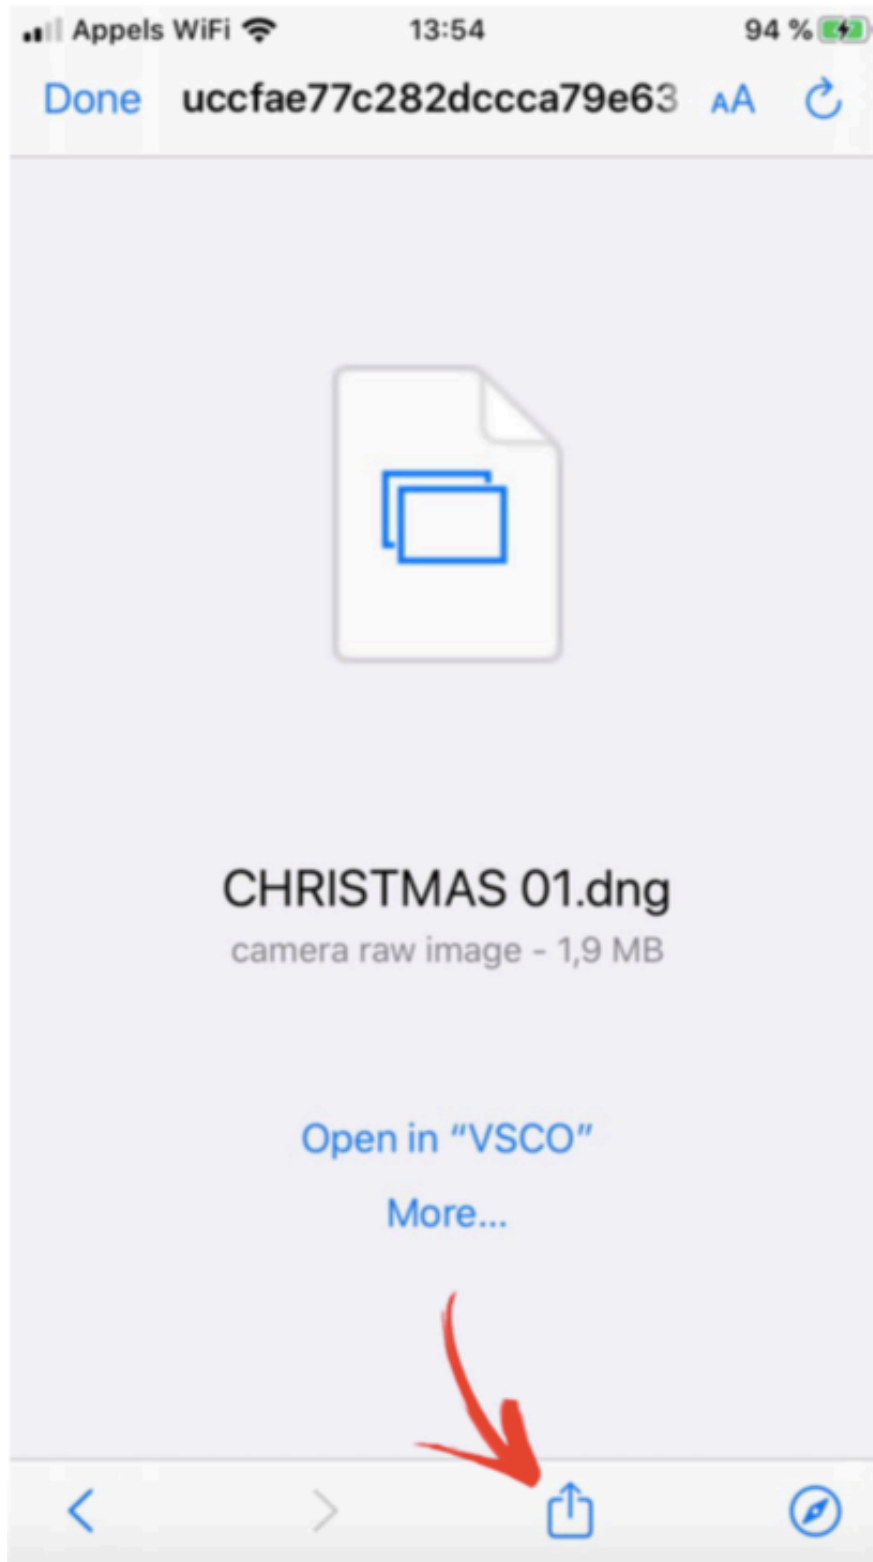 Appels WiFi 13:54 94 %
Done uccfae77c282dccca79e63 AA
CHRISTMAS 01.dng
camera raw image - 1,9 MB
Open in “VSCO”
More...